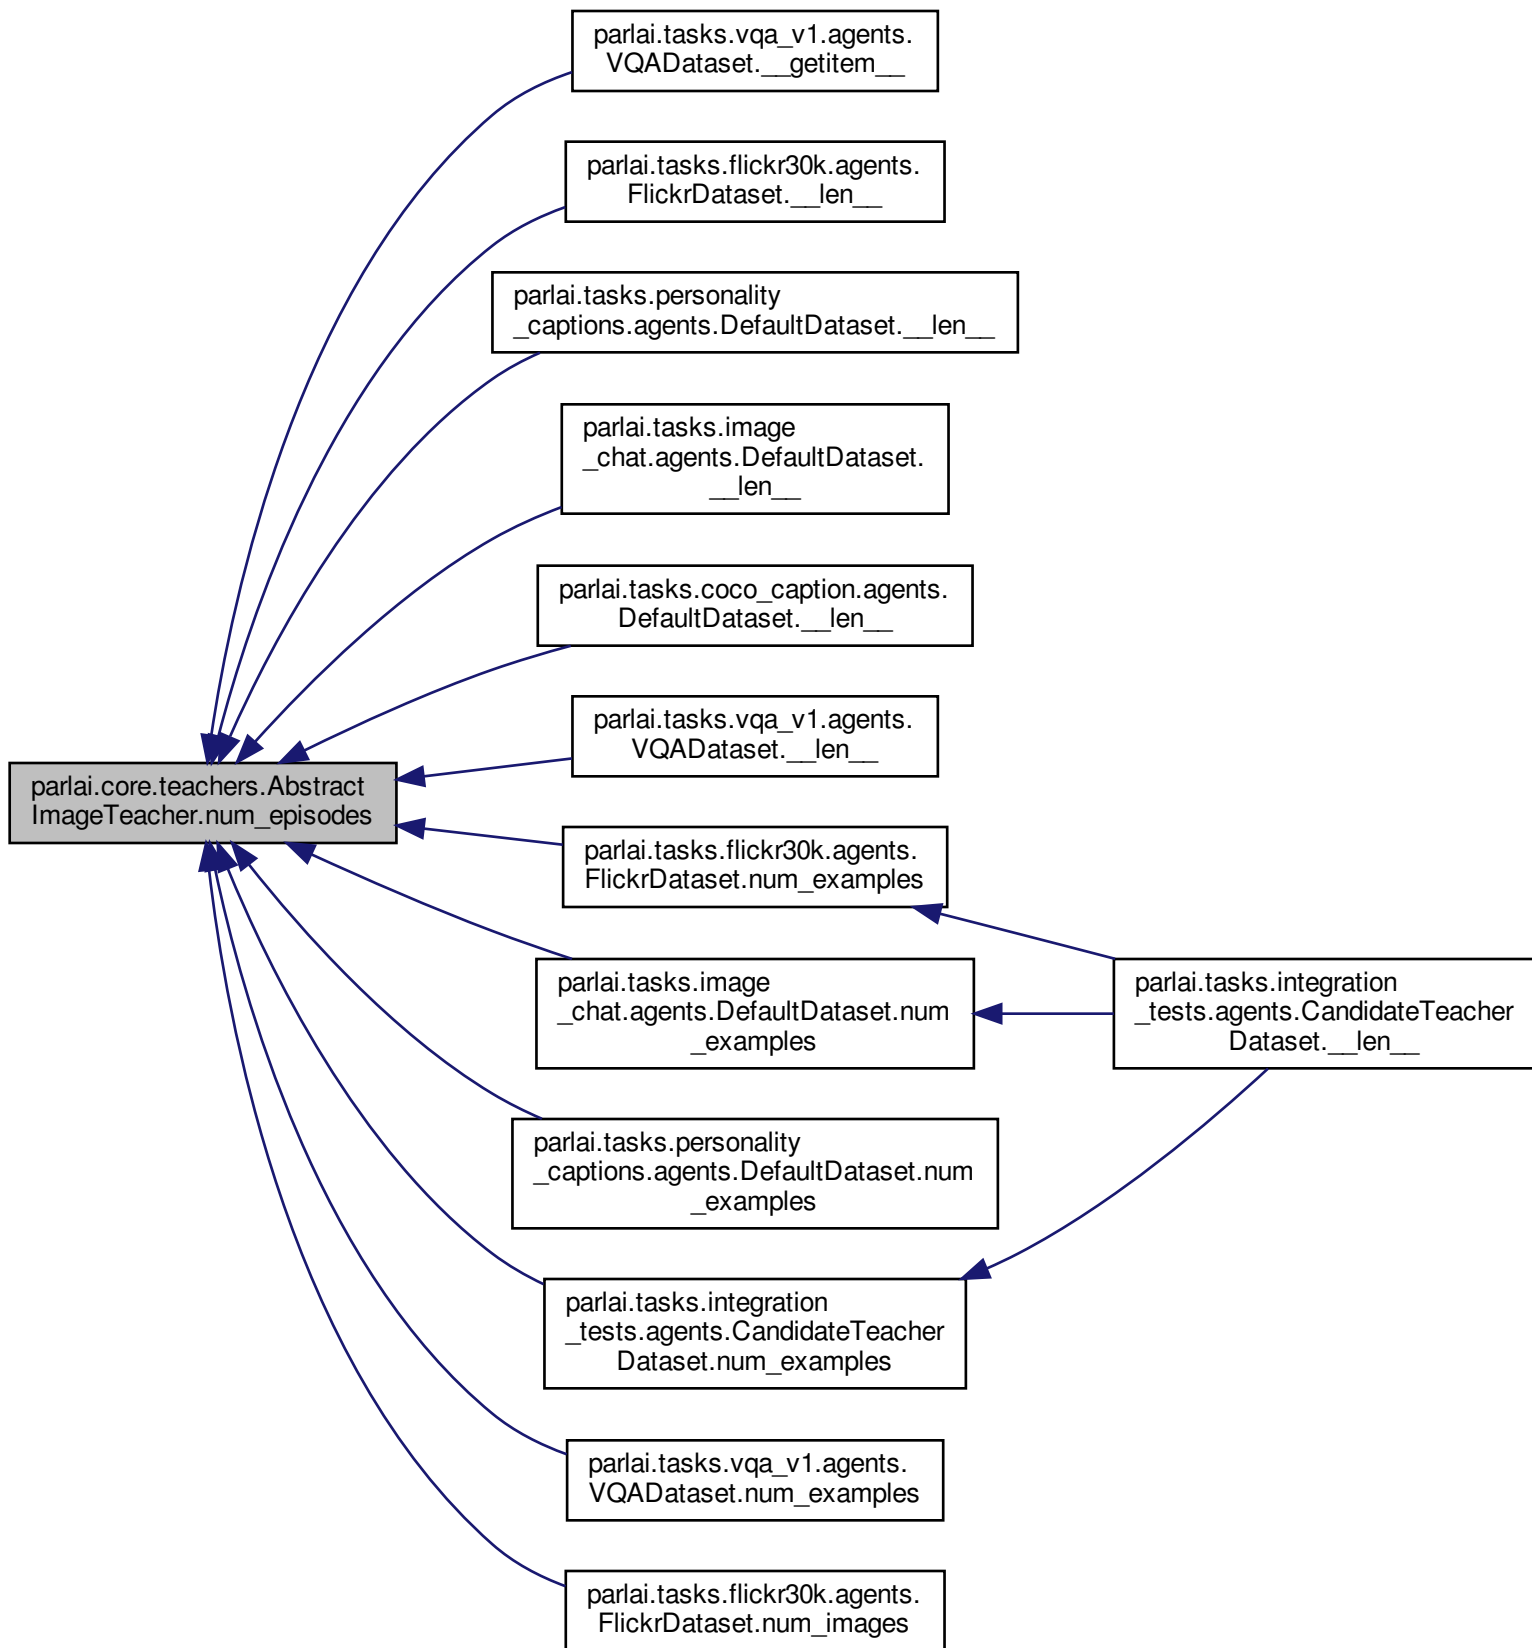 parlai.tasks.vqa_v1.agents.
VQADataset.__getitem__
parlai.tasks.flickr30k.agents.
FlickrDataset.__len__
parlai.tasks.personality
_captions.agents.DefaultDataset.__len__
parlai.tasks.image
_chat.agents.DefaultDataset.
__len__
parlai.tasks.coco_caption.agents.
DefaultDataset.__len__
parlai.tasks.vqa_v1.agents.
VQADataset.__len__
parlai.core.teachers.Abstract
ImageTeacher.num_episodes
parlai.tasks.flickr30k.agents.
FlickrDataset.num_examples
parlai.tasks.image
_chat.agents.DefaultDataset.num
_examples
parlai.tasks.integration
_tests.agents.CandidateTeacher
Dataset.__len__
parlai.tasks.personality
_captions.agents.DefaultDataset.num
_examples
parlai.tasks.integration
_tests.agents.CandidateTeacher
Dataset.num_examples
parlai.tasks.vqa_v1.agents.
VQADataset.num_examples
parlai.tasks.flickr30k.agents.
FlickrDataset.num_images